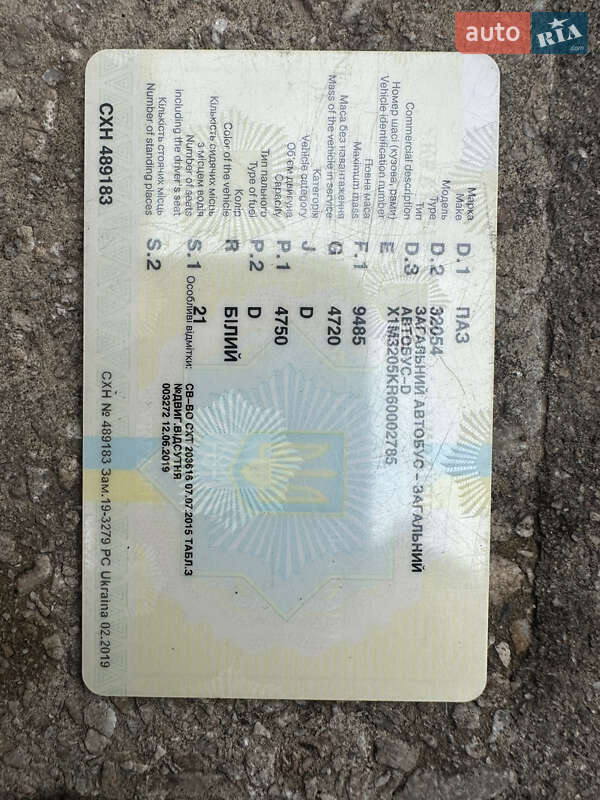 auto RIA .com
Марка
Make D.1 ПАЗ
Модель
Type D.2 32054
Тип
Commercial description D.3 ЗАГАЛЬНИЙ АВТОБУС - ЗАГАЛЬНИЙ
АВТОБУС-D
Номер шасі (кузова, рами)
Vehicle identification number E X1M3205KR60002785
Повна маса
Maximum mass F.1 9485
Маса без навантаження
Mass of the vehicle in service G 4720
Категорія
Vehicle category J D
Об'єм двигуна
Capacity P.1 4750
Тип пального
Type of fuel P.2 D
Колір
Color of the vehicle R БІЛИЙ
Кількість сидячих місць
з місцем водія
Number of seats
including the driver's seat S.1 21
Кількість стоячих місць
Number of standing places S.2
Особливі відмітки:
СВ-ВО СХТ 203616 07.07.2015 ТАБЛ.3
№ДВИГ.ВІДСУТНЯ
003272 12.06.2019
СХН 489183
СХН № 489183 Зам.19-3279 РС Ukraina 02.2019